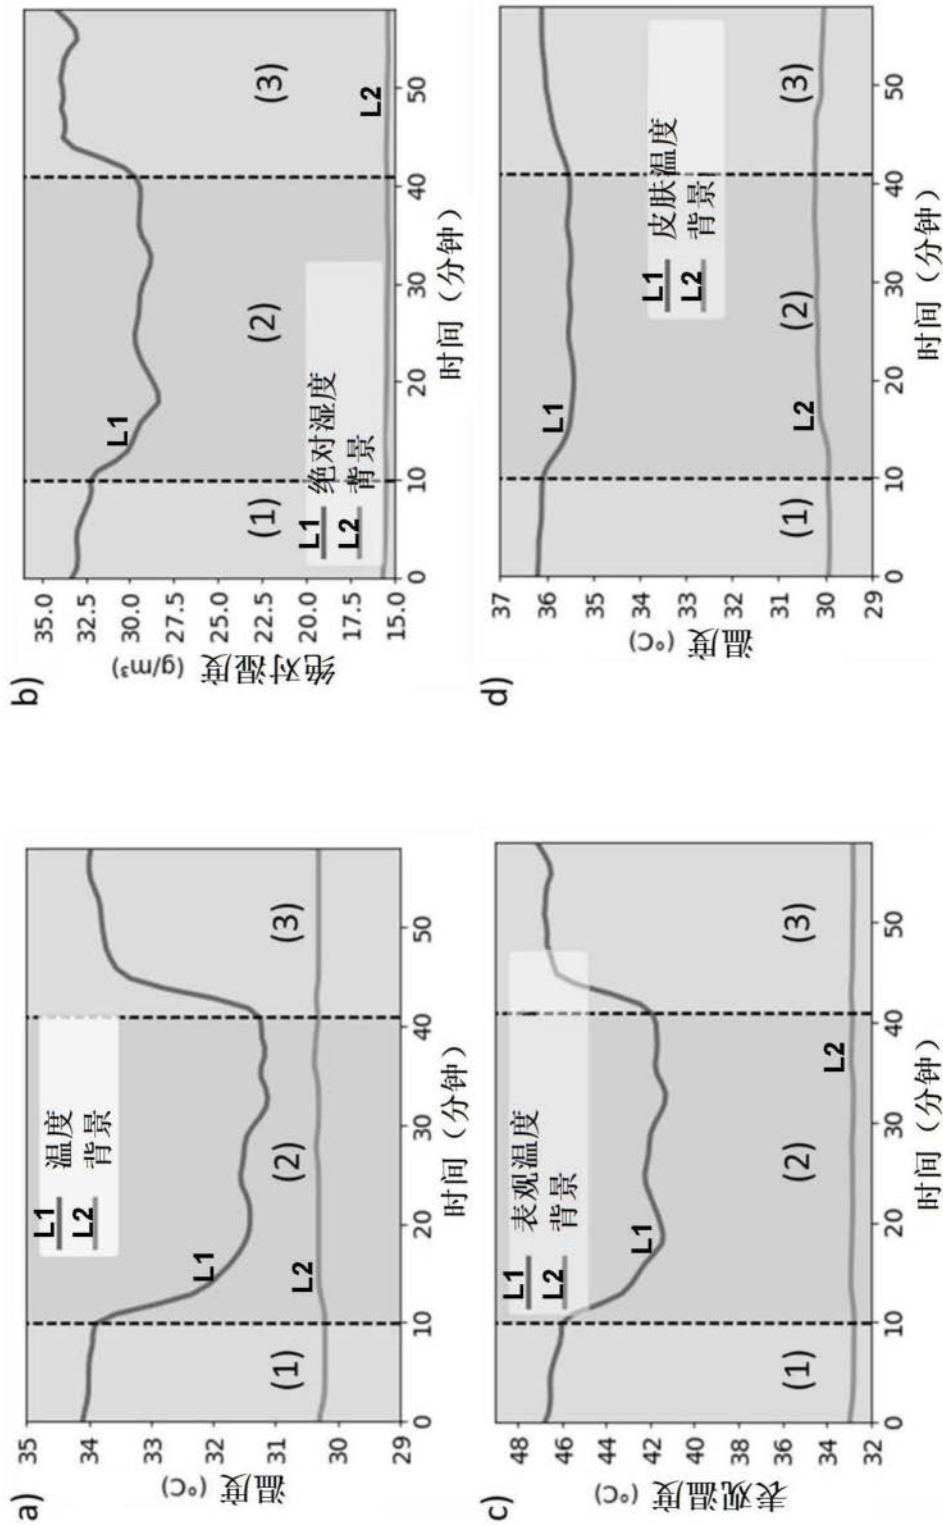 a)
温度 (°C)
35
34
33
32
31
30
29
L1 温度
L2 背景
L1
L2
(1)
(2)
(3)
0 10 20 30 40 50
时间（分钟）
b)
绝对湿度 (g/m³)
35.0
32.5
30.0
27.5
25.0
22.5
20.0
17.5
15.0
L1
L1 绝对湿度
L2 背景
L2
(1)
(2)
(3)
0 10 20 30 40 50
时间（分钟）
c)
表观温度 (°C)
48
46
44
42
40
38
36
34
32
L1 表观温度
L2 背景
L1
L2
(1)
(2)
(3)
0 10 20 30 40 50
时间（分钟）
d)
温度 (°C)
37
36
35
34
33
32
31
30
29
L1
L1 皮肤温度
L2 背景
L2
(1)
(2)
(3)
0 10 20 30 40 50
时间（分钟）